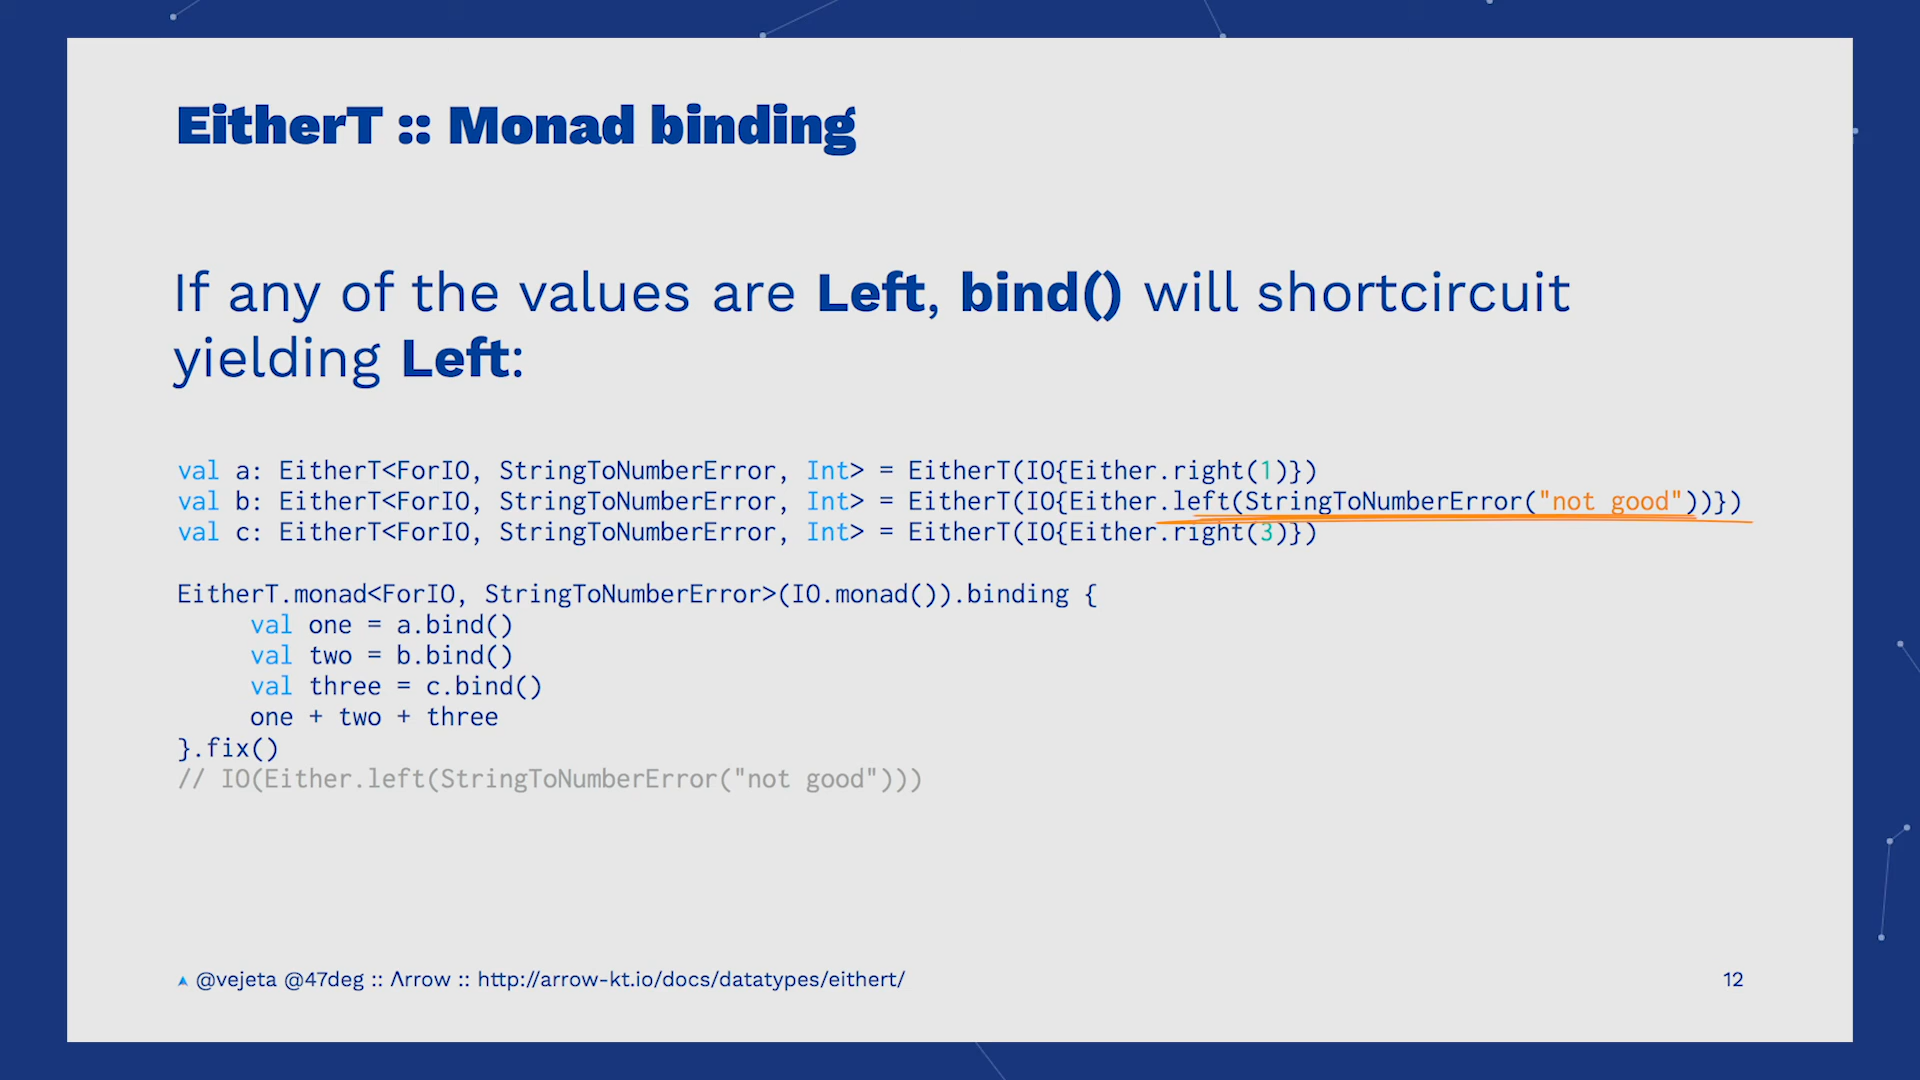 EitherT :: Monad binding
If any of the values are Left, bind() will shortcircuit
yielding Left:
val a: EitherT<ForIO, StringToNumberError, Int> = EitherT(IO{Either.right(1)})
val b: EitherT<ForIO, StringToNumberError, Int> = EitherT(IO{Either.left(StringToNumberError("not good"))})
val c: EitherT<ForIO, StringToNumberError, Int> = EitherT(IO{Either.right(3)})
EitherT.monad<ForIO, StringToNumberError>(IO.monad()).binding {
val one = a.bind()
val two = b.bind()
val three = c.bind()
one + two + three
}.fix()
// IO(Either.left(StringToNumberError("not good")))
@vejeta @47deg :: Λrrow :: http://arrow-kt.io/docs/datatypes/eithert/
12